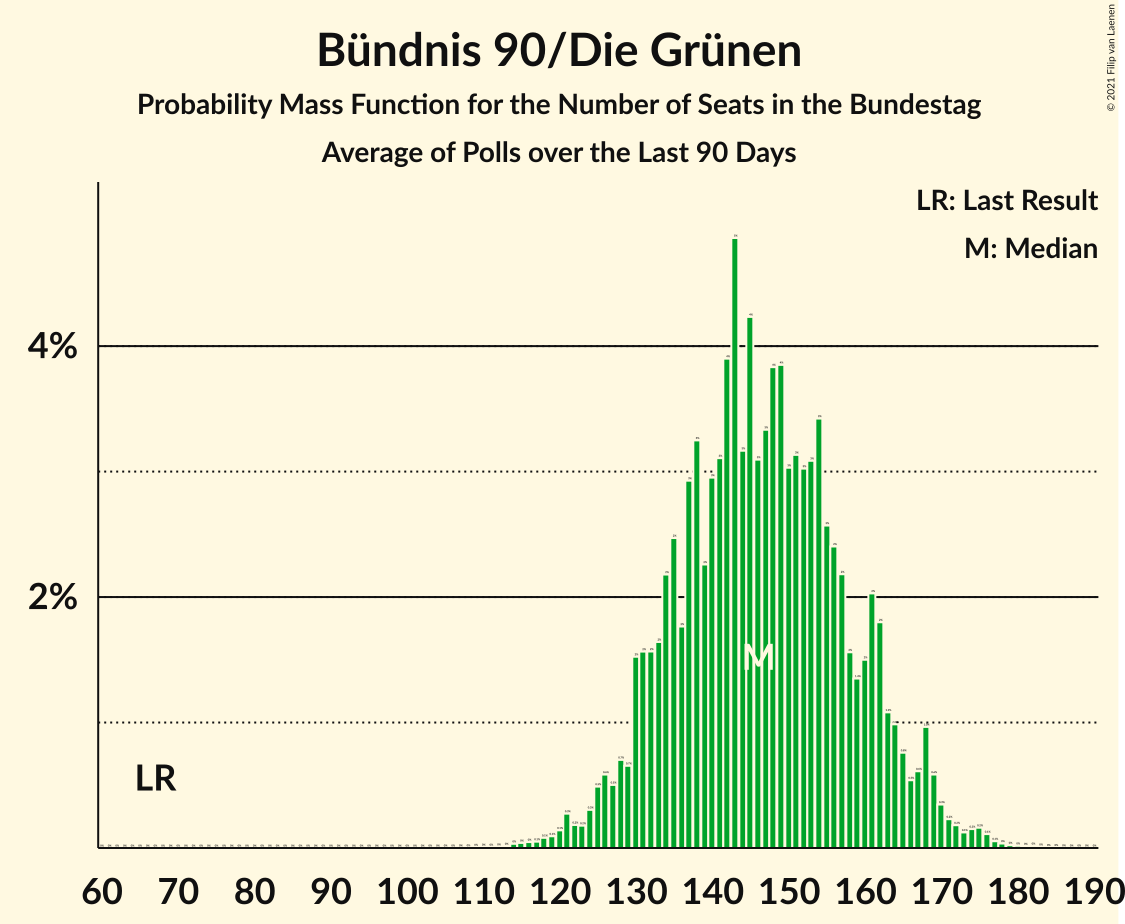 Bündnis 90/Die Grünen
Probability Mass Function for the Number of Seats in the Bundestag
Average of Polls over the Last 90 Days
© 2021 Filip van Laenen
LR: Last Result
M: Median
4%
2%
M
LR
60 70 80 90 100 110 120 130 140 150 160 170 180 190